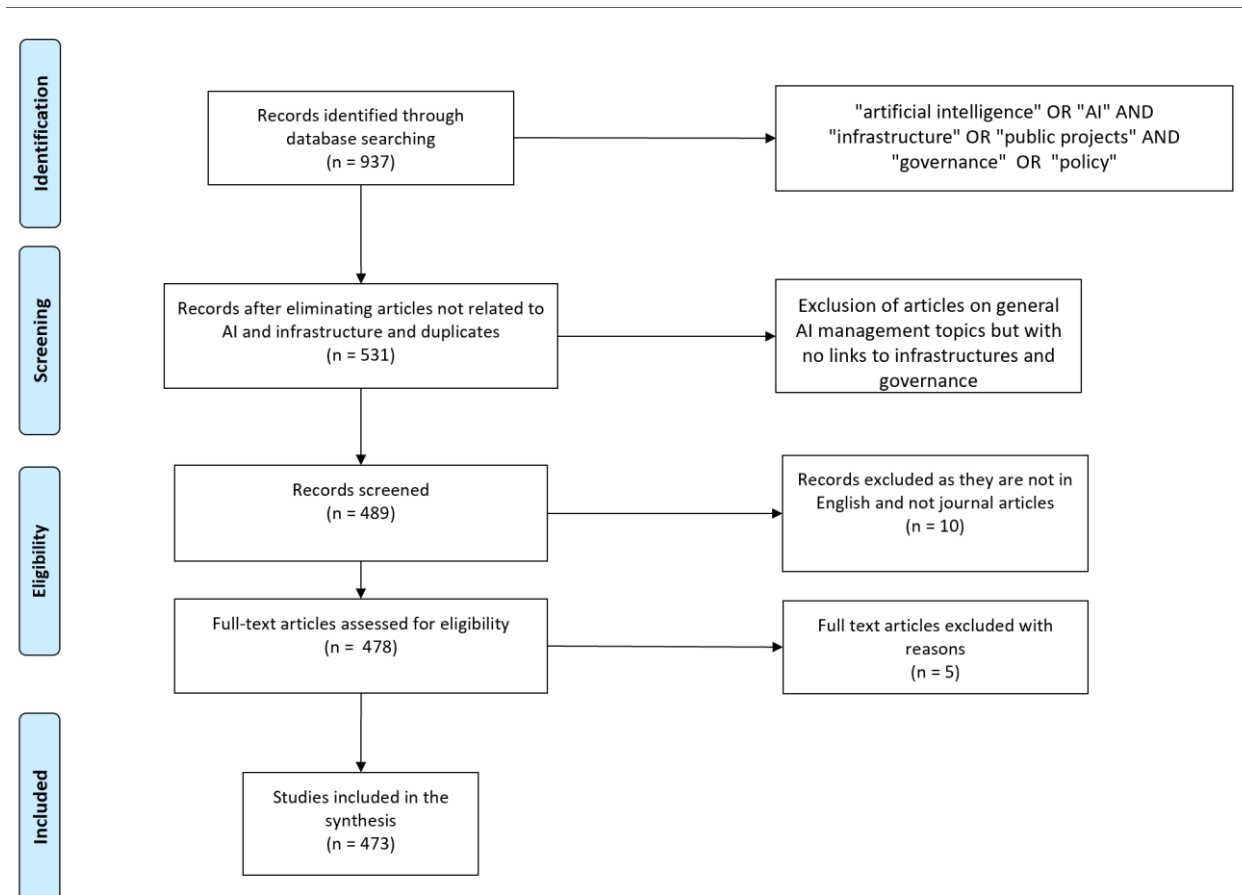 Identification
Records identified through
database searching
(n = 937)
"artificial intelligence" OR "AI" AND
"infrastructure" OR "public projects" AND
"governance" OR "policy"
Screening
Records after eliminating articles not related to
AI and infrastructure and duplicates
(n = 531)
Exclusion of articles on general
AI management topics but with
no links to infrastructures and
governance
Eligibility
Records screened
(n = 489)
Records excluded as they are not in
English and not journal articles
(n = 10)
Full-text articles assessed for eligibility
(n = 478)
Full text articles excluded with
reasons
(n = 5)
Included
Studies included in the
synthesis
(n = 473)